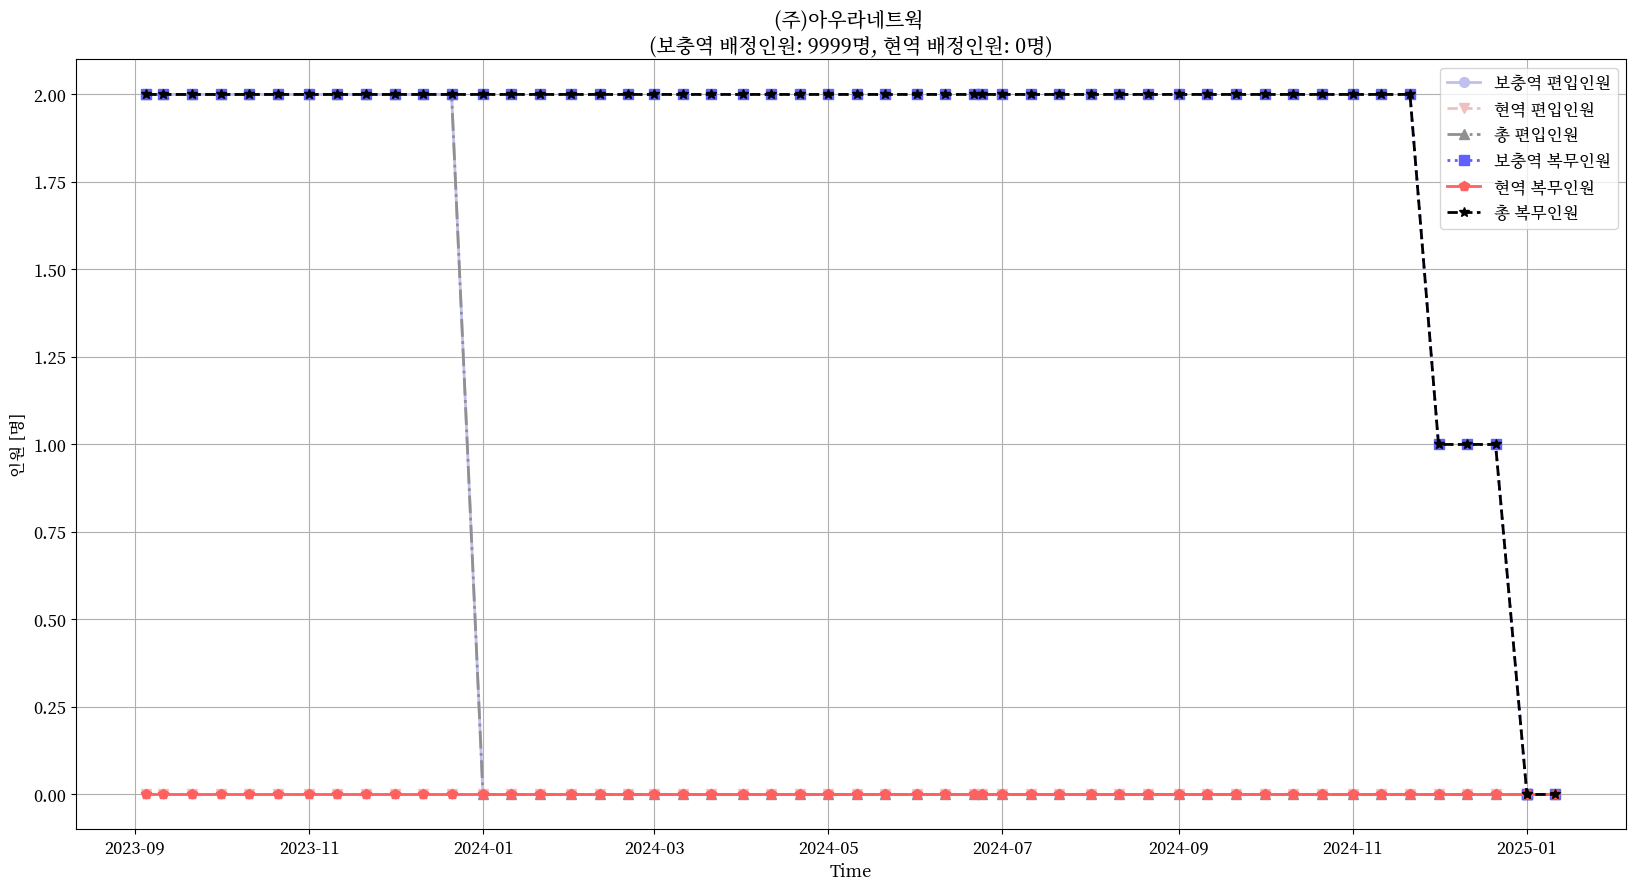 (주)아우라네트웍
(보충역 배정인원: 9999명, 현역 배정인원: 0명)
보충역 편입인원
현역 편입인원
총 편입인원
보충역 복무인원
현역 복무인원
총 복무인원
2.00
1.75
1.50
1.25
1.00
0.75
0.50
0.25
0.00
인원 [명]
2023-09 2023-11 2024-01 2024-03 2024-05 2024-07 2024-09 2024-11 2025-01
Time